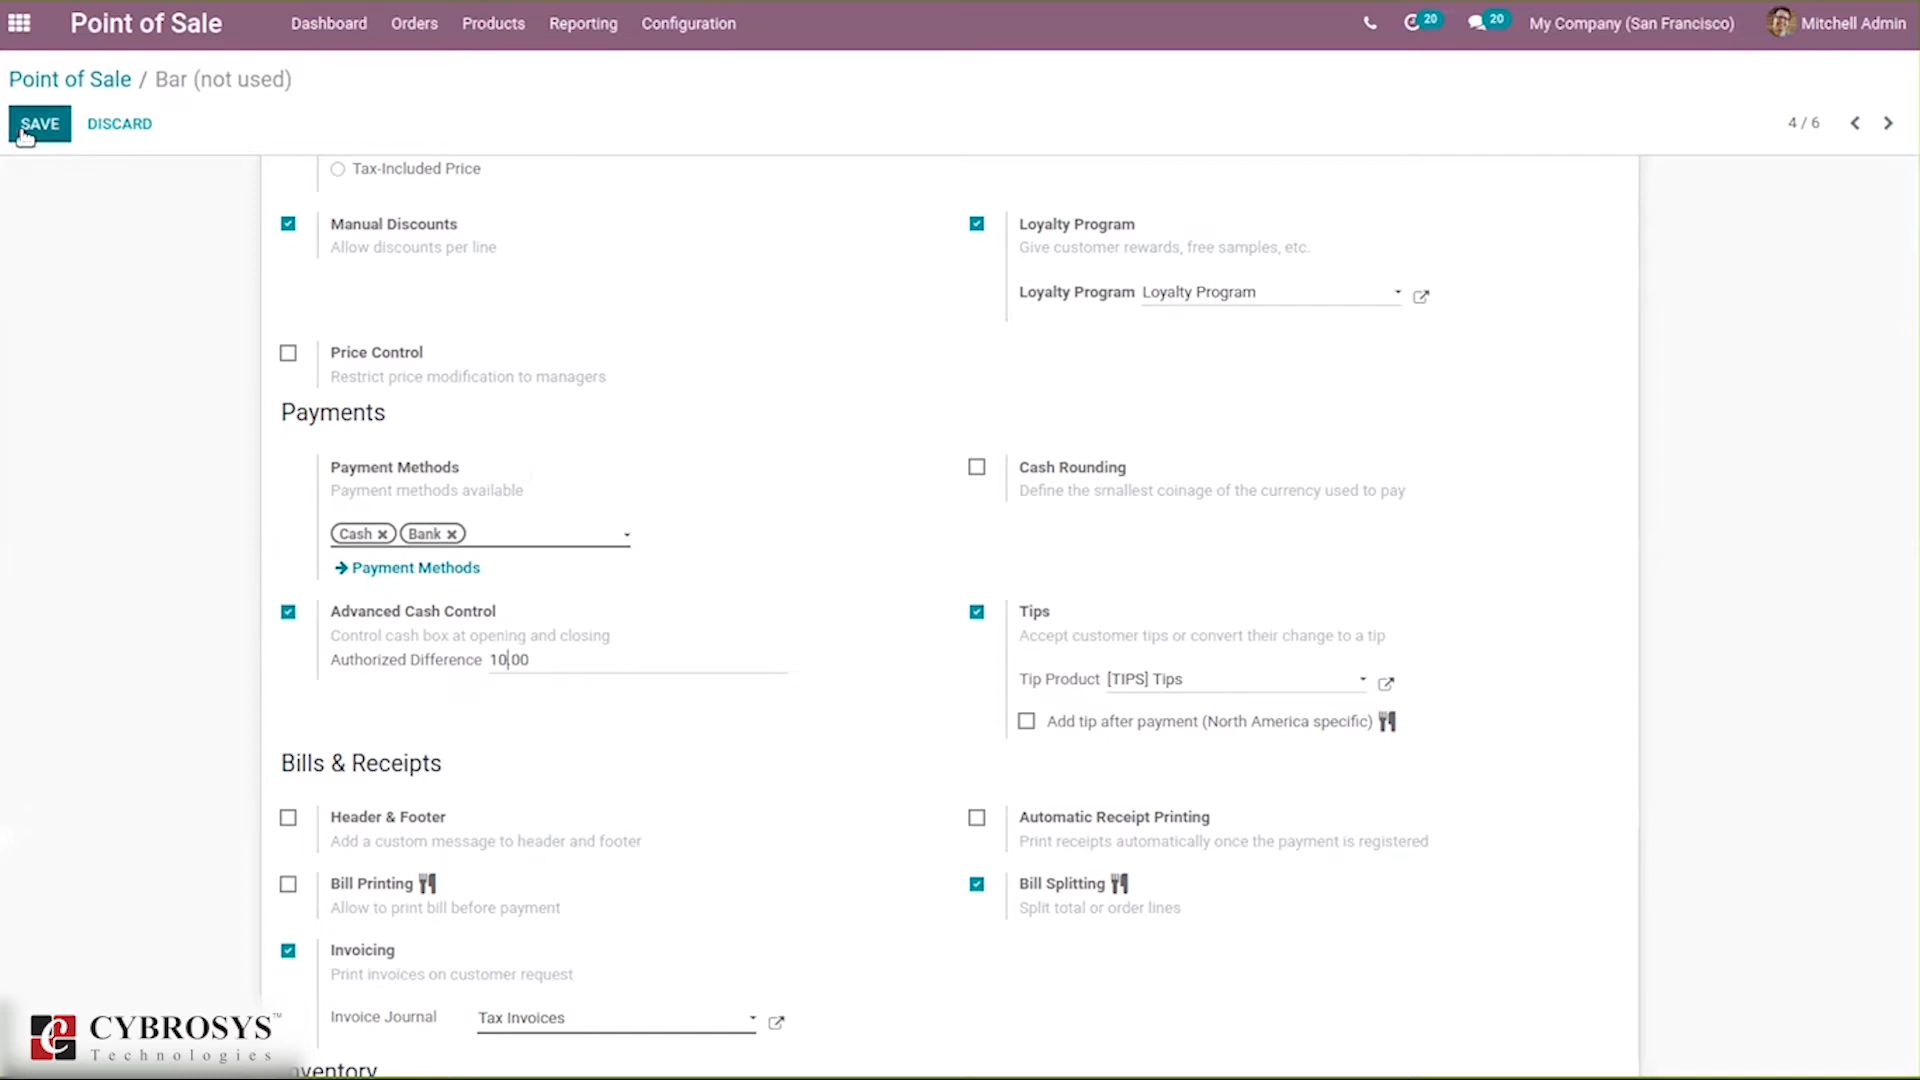 Point of Sale Dashboard Orders Products Reporting Configuration 20 20 My Company (San Francisco) Mitchell Admin
Point of Sale / Bar (not used)
SAVE DISCARD 4 / 6
Tax-Included Price
Manual Discounts
Allow discounts per line
Loyalty Program
Give customer rewards, free samples, etc.
Loyalty Program Loyalty Program
Price Control
Restrict price modification to managers
Payments
Payment Methods
Payment methods available
Cash Bank
Payment Methods
Cash Rounding
Define the smallest coinage of the currency used to pay
Advanced Cash Control
Control cash box at opening and closing
Authorized Difference 10.00
Tips
Accept customer tips or convert their change to a tip
Tip Product [TIPS] Tips
Add tip after payment (North America specific)
Bills & Receipts
Header & Footer
Add a custom message to header and footer
Automatic Receipt Printing
Print receipts automatically once the payment is registered
Bill Printing
Allow to print bill before payment
Bill Splitting
Split total or order lines
Invoicing
Print invoices on customer request
Invoice Journal Tax Invoices
CYBROSYS™
Technologies
nventory